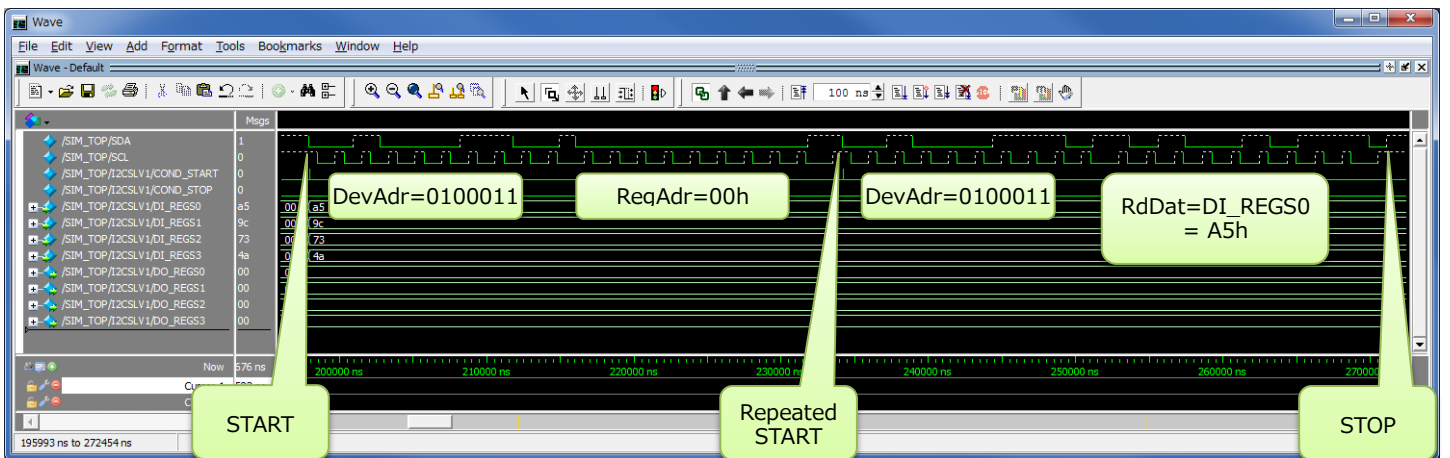 Wave
File Edit View Add Format Tools Bookmarks Window Help
Wave - Default
100 ns
Msgs
/SIM_TOP/SDA 1
/SIM_TOP/SCL 0
/SIM_TOP/I2CSLV1/COND_START 0
/SIM_TOP/I2CSLV1/COND_STOP 0
/SIM_TOP/I2CSLV1/DI_REGS0 a5 00 a5
/SIM_TOP/I2CSLV1/DI_REGS1 9c 00 9c
/SIM_TOP/I2CSLV1/DI_REGS2 73 00 73
/SIM_TOP/I2CSLV1/DI_REGS3 4a 4a
/SIM_TOP/I2CSLV1/DO_REGS0 00
/SIM_TOP/I2CSLV1/DO_REGS1 00
/SIM_TOP/I2CSLV1/DO_REGS2 00
/SIM_TOP/I2CSLV1/DO_REGS3 00
DevAdr=0100011
RegAdr=00h
DevAdr=0100011
RdDat=DI_REGS0
= A5h
Now 576 ns
200000 ns 210000 ns 220000 ns 230000 ns 240000 ns 250000 ns 260000 ns
START
Repeated
START
STOP
195993 ns to 272454 ns